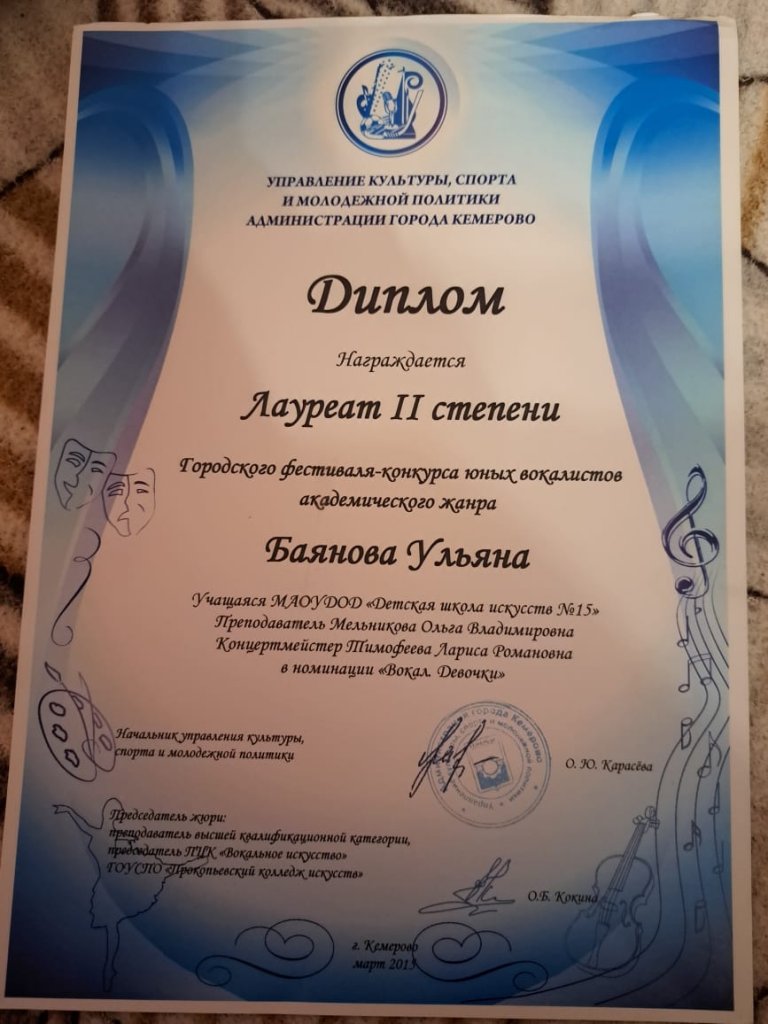 УПРАВЛЕНИЕ КУЛЬТУРЫ, СПОРТА
И МОЛОДЕЖНОЙ ПОЛИТИКИ
АДМИНИСТРАЦИИ ГОРОДА КЕМЕРОВО
Диплом
Награждается
Лауреат II степени
Городского фестиваля-конкурса юных вокалистов
академического жанра
Баянова Ульяна
Учащаяся МАОУДОД «Детская школа искусств №15»
Преподаватель Мельникова Ольга Владимировна
Концертмейстер Тимофеева Лариса Романовна
в номинации «Вокал. Девочки»
Начальник управления культуры,
спорта и молодежной политики
О. Ю. Карасёва
Председатель жюри:
преподаватель высшей квалификационной категории,
председатель ПЦК «Вокальное искусство»
ГОУСПО «Прокопьевский колледж искусств»
О.Б. Кокина
г. Кемерово
март